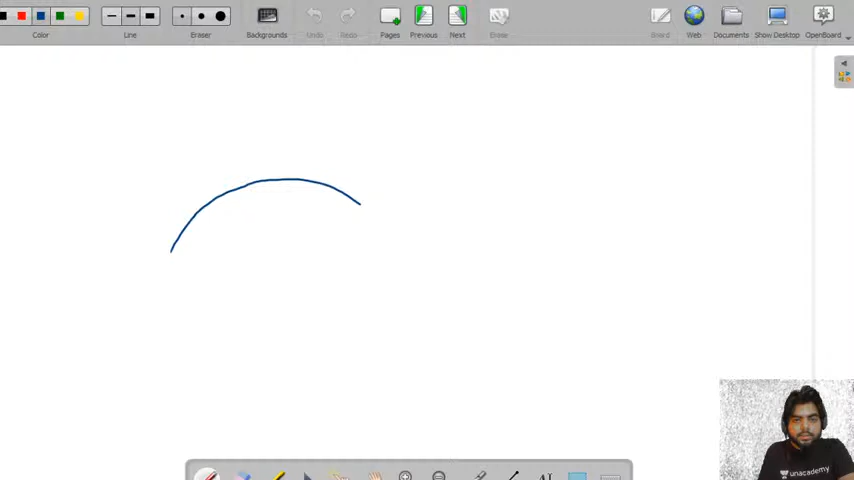 Color Line Eraser Backgrounds Undo Redo Pages Previous Next Erase Board Web Documents Show Desktop OpenBoard
unacademy